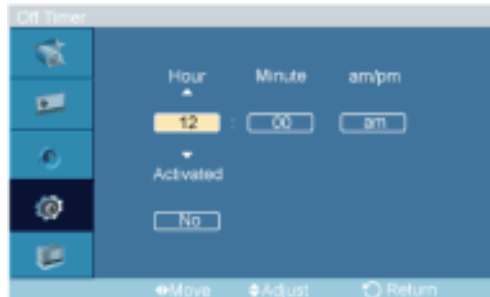 Off Timer
Hour Minute am/pm
12 : 00 am
Activated
No
Move Adjust Return